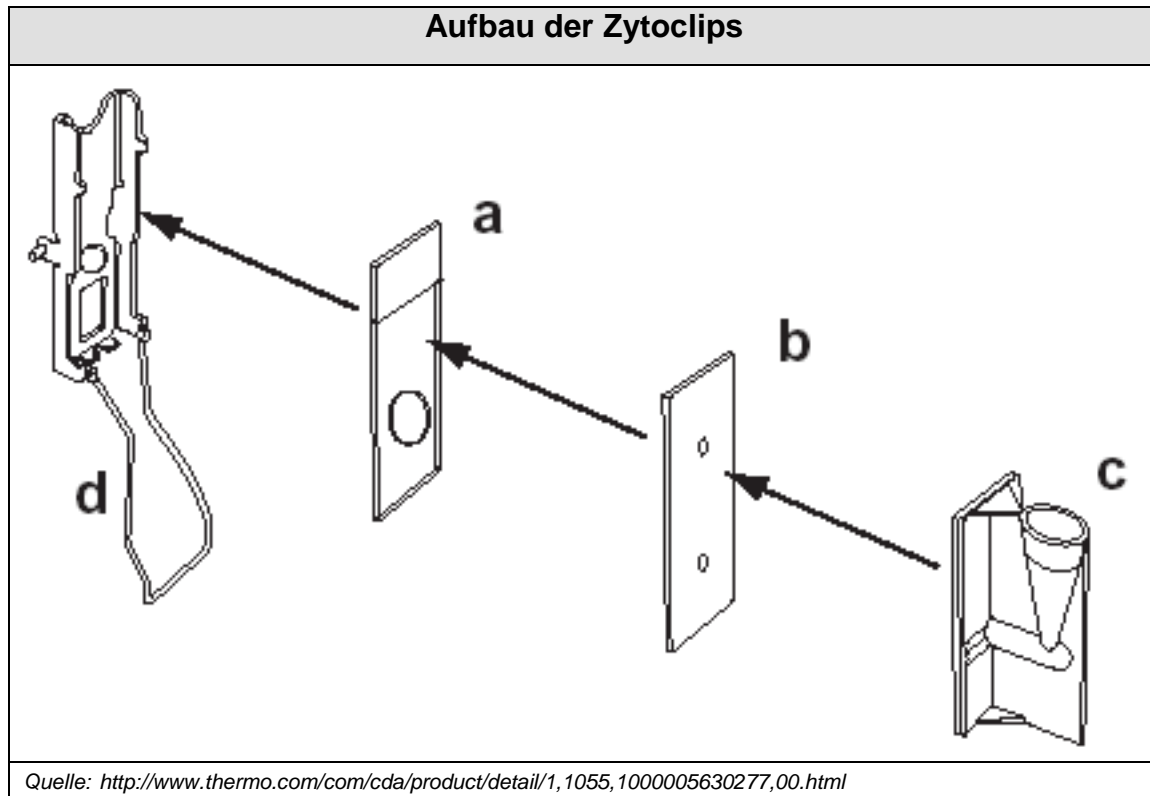 Aufbau der Zytoclips
a
b
c
d
Quelle: http://www.thermo.com/com/cda/product/detail/1,1055,1000005630277,00.html